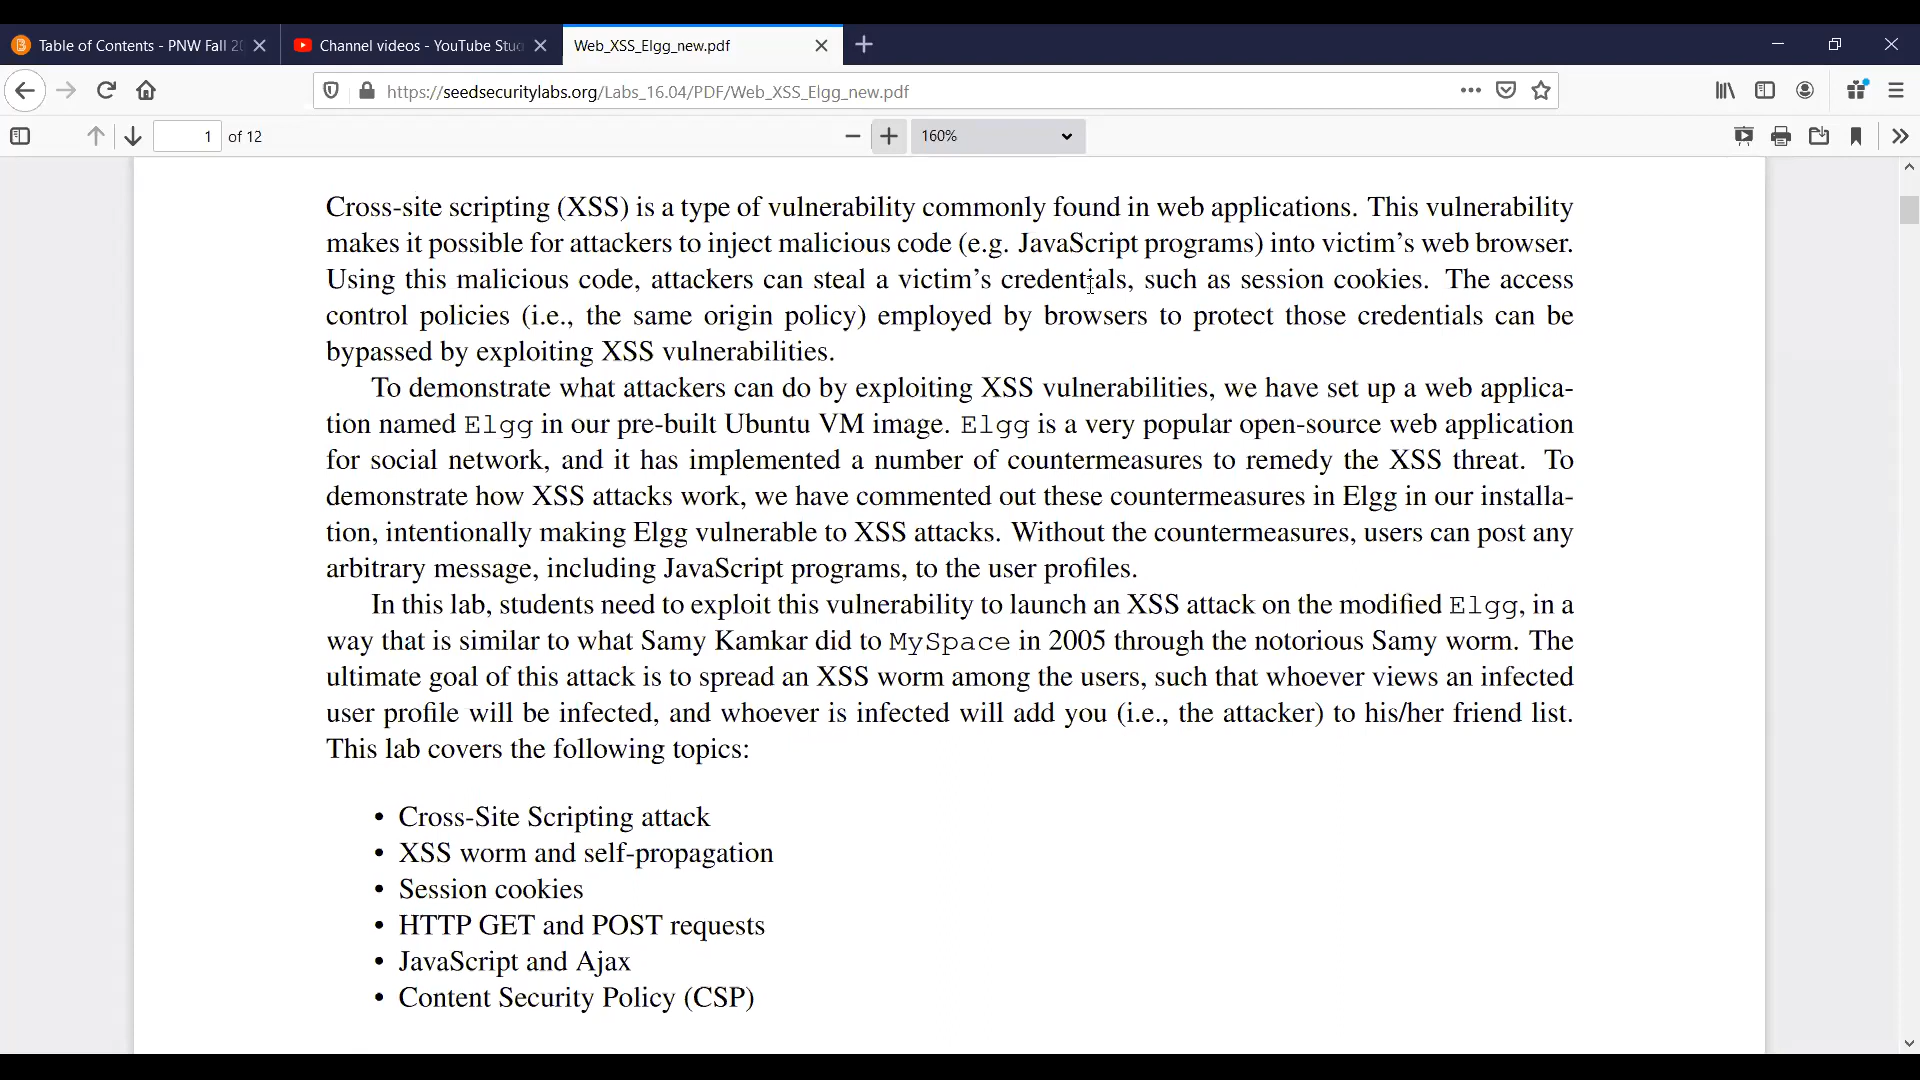 Table of Contents - PNW Fall 20
Channel videos - YouTube Stud
Web_XSS_Elgg_new.pdf
https://seedsecuritylabs.org/Labs_16.04/PDF/Web_XSS_Elgg_new.pdf
1 of 12
160%
Cross-site scripting (XSS) is a type of vulnerability commonly found in web applications. This vulnerability
makes it possible for attackers to inject malicious code (e.g. JavaScript programs) into victim's web browser.
Using this malicious code, attackers can steal a victim's credentials, such as session cookies. The access
control policies (i.e., the same origin policy) employed by browsers to protect those credentials can be
bypassed by exploiting XSS vulnerabilities.
To demonstrate what attackers can do by exploiting XSS vulnerabilities, we have set up a web applica-
tion named Elgg in our pre-built Ubuntu VM image. Elgg is a very popular open-source web application
for social network, and it has implemented a number of countermeasures to remedy the XSS threat. To
demonstrate how XSS attacks work, we have commented out these countermeasures in Elgg in our installa-
tion, intentionally making Elgg vulnerable to XSS attacks. Without the countermeasures, users can post any
arbitrary message, including JavaScript programs, to the user profiles.
In this lab, students need to exploit this vulnerability to launch an XSS attack on the modified Elgg, in a
way that is similar to what Samy Kamkar did to MySpace in 2005 through the notorious Samy worm. The
ultimate goal of this attack is to spread an XSS worm among the users, such that whoever views an infected
user profile will be infected, and whoever is infected will add you (i.e., the attacker) to his/her friend list.
This lab covers the following topics:
• Cross-Site Scripting attack
• XSS worm and self-propagation
• Session cookies
• HTTP GET and POST requests
• JavaScript and Ajax
• Content Security Policy (CSP)